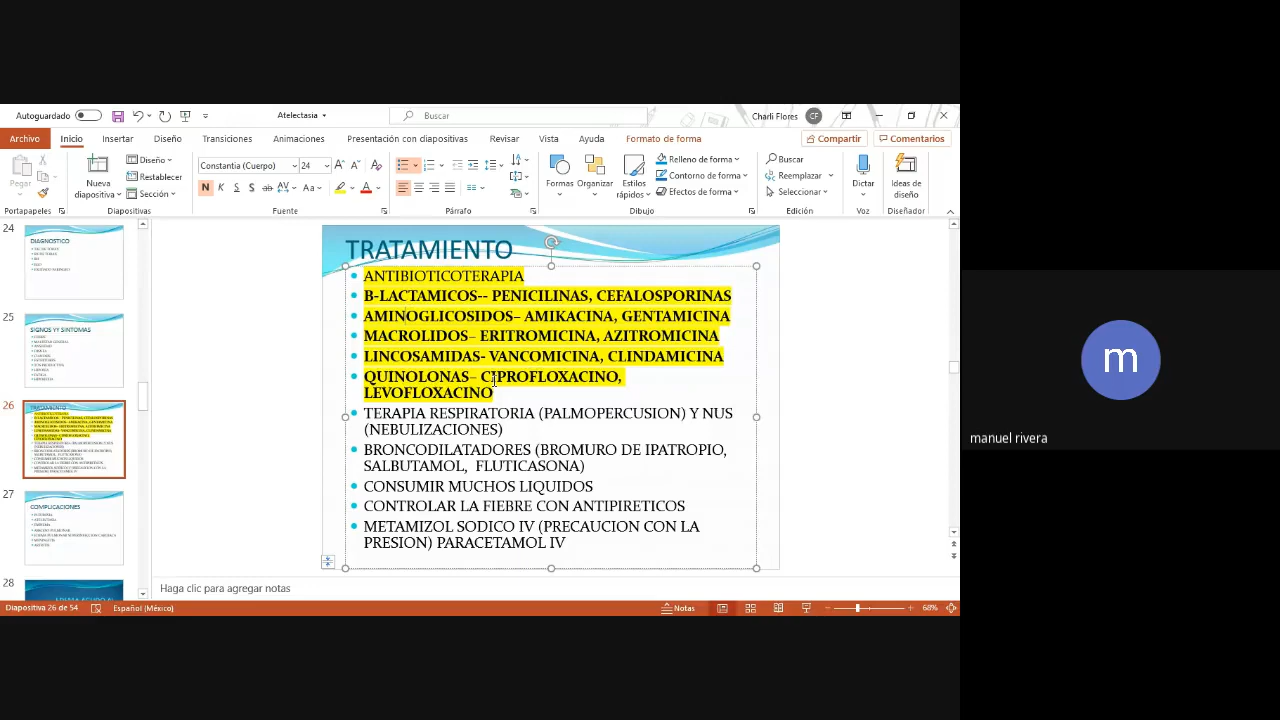 Autoguardado
Atelectasia
Buscar
Charli Flores
CF
Archivo
Inicio
Insertar
Diseño
Transiciones
Animaciones
Presentación con diapositivas
Revisar
Vista
Ayuda
Formato de forma
Compartir
Comentarios
Pegar
Nueva
diapositiva
Diseño
Restablecer
Sección
Constantia (Cuerpo)
24
N K S S ab AV Aa A
Formas
Organizar
Estilos
rápidos
Relleno de forma
Contorno de forma
Efectos de forma
Buscar
Reemplazar
Seleccionar
Dictar
Ideas de
diseño
Portapapeles
Diapositivas
Fuente
Párrafo
Dibujo
Edición
Voz
Diseñador
24
DIAGNOSTICO
25
SIGNOS YY SINTOMAS
26
TRATAMIENTO
27
COMPLICACIONES
28
TRATAMIENTO
ANTIBIOTICOTERAPIA
B-LACTAMICOS-- PENICILINAS, CEFALOSPORINAS
AMINOGLICOSIDOS– AMIKACINA, GENTAMICINA
MACROLIDOS– ERITROMICINA, AZITROMICINA
LINCOSAMIDAS- VANCOMICINA, CLINDAMICINA
QUINOLONAS– CIPROFLOXACINO,
LEVOFLOXACINO
TERAPIA RESPIRATORIA (PALMOPERCUSION) Y NUS
(NEBULIZACIONES)
BRONCODILATADORES (BROMURO DE IPATROPIO,
SALBUTAMOL, FLUTICASONA)
CONSUMIR MUCHOS LIQUIDOS
CONTROLAR LA FIEBRE CON ANTIPIRETICOS
METAMIZOL SODICO IV (PRECAUCION CON LA
PRESION) PARACETAMOL IV
Haga clic para agregar notas
Diapositiva 26 de 54
Español (México)
Notas
68%
m
manuel rivera